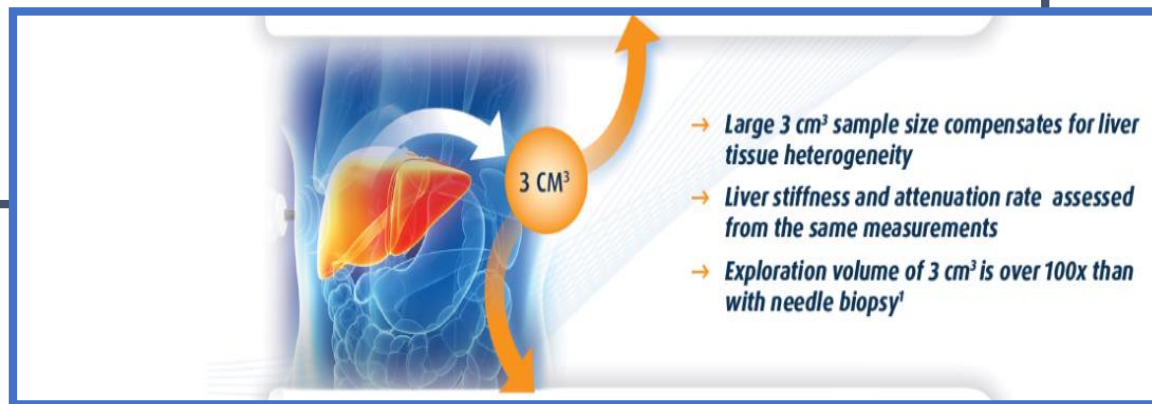 3 CM³
→ Large 3 cm³ sample size compensates for liver
tissue heterogeneity
→ Liver stiffness and attenuation rate assessed
from the same measurements
→ Exploration volume of 3 cm³ is over 100x than
with needle biopsy¹